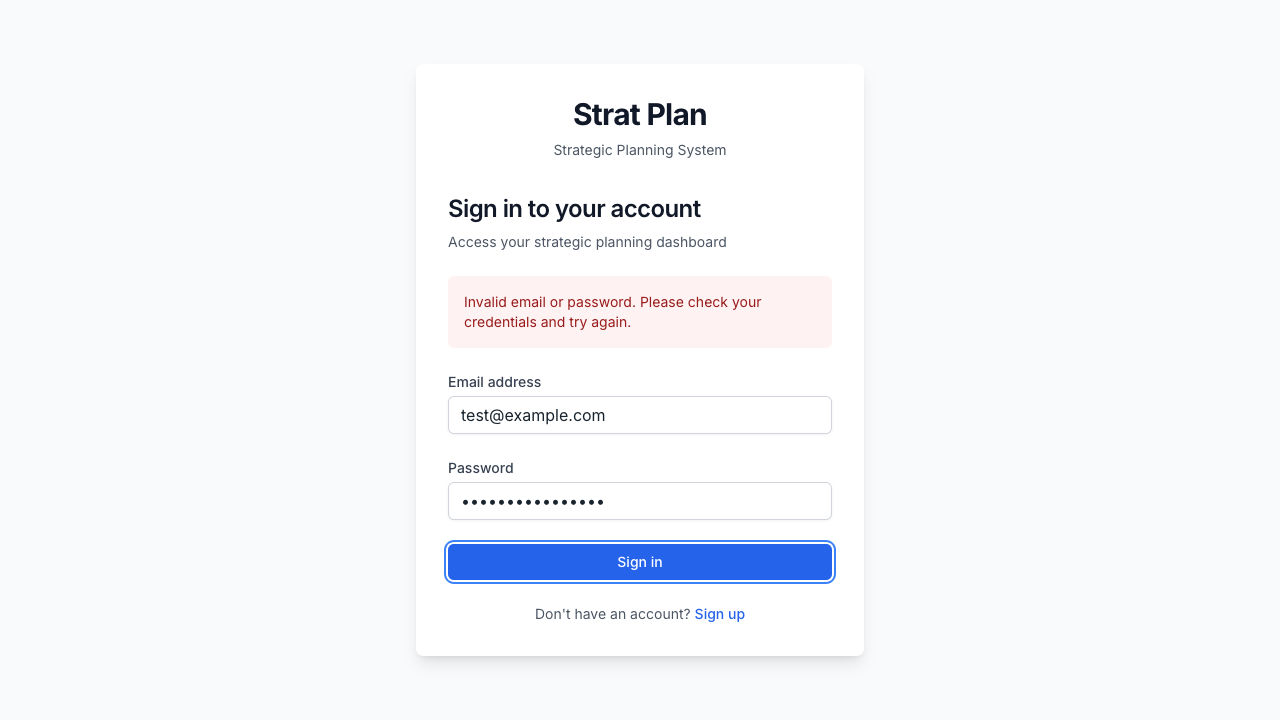 Strat Plan
Strategic Planning System
Sign in to your account
Access your strategic planning dashboard
Invalid email or password. Please check your
credentials and try again.
Email address
test@example.com
Password
••••••••••••••••
Sign in
Don't have an account? Sign up